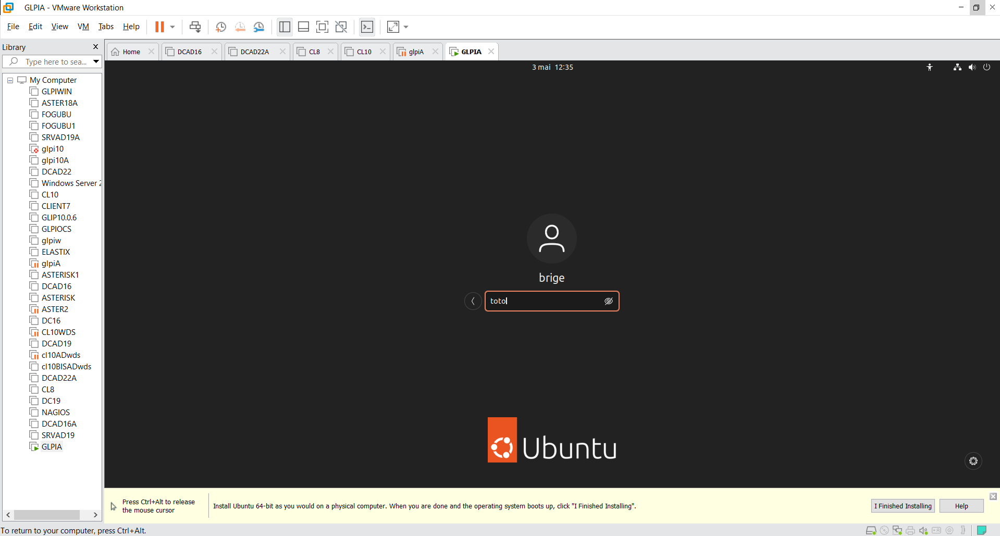 GLPIA - VMware Workstation
File Edit View VM Tabs Help
Library
Type here to sea...
Home DCAD16 DCAD22A CL8 CL10 glpiA GLPIA
My Computer
GLPIWIN
ASTER18A
FOGUBU
FOGUBU1
SRVAD19A
glpi10
glpi10A
DCAD22
Windows Server 2
CL10
CLIENT7
GLIP10.0.6
GLPIOCS
glpiw
ELASTIX
glpiA
ASTERISK1
DCAD16
ASTERISK
ASTER2
DC16
CL10WDS
DCAD19
cl10ADwds
cl10BISADwds
DCAD22A
CL8
DC19
NAGIOS
DCAD16A
SRVAD19
GLPIA
3 mai 12:35
brige
toto
Ubuntu
Press Ctrl+Alt to release
the mouse cursor
Install Ubuntu 64-bit as you would on a physical computer. When you are done and the operating system boots up, click "I Finished Installing".
I Finished Installing
Help
To return to your computer, press Ctrl+Alt.